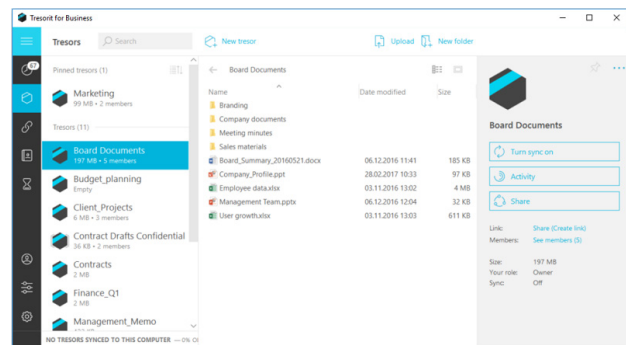 Tresorit for Business
Tresors
Search
New tresor
Upload
New folder
67
Pinned tresors (1)
Marketing
99 MB • 2 members
Tresors (11)
Board Documents
197 MB • 5 members
Budget_planning
Empty
Client_Projects
6 MB • 3 members
Contract Drafts Confidential
36 KB • 2 members
Contracts
2 MB
Finance_Q1
2 MB
Management_Memo
NO TRESORS SYNCED TO THIS COMPUTER — 0%
Board Documents
Name Date modified Size
Branding
Company documents
Meeting minutes
Sales materials
Board_Summary_20160521.docx 06.12.2016 11:41 185 KB
Company_Profile.ppt 28.02.2017 10:33 97 KB
Employee data.xlsx 03.11.2016 13:02 4 MB
Management Team.pptx 06.12.2016 12:04 32 KB
User growth.xlsx 03.11.2016 13:03 611 KB
Board Documents
Turn sync on
Activity
Share
Link: Share (Create link)
Members: See members (5)
Size: 197 MB
Your role: Owner
Sync: Off